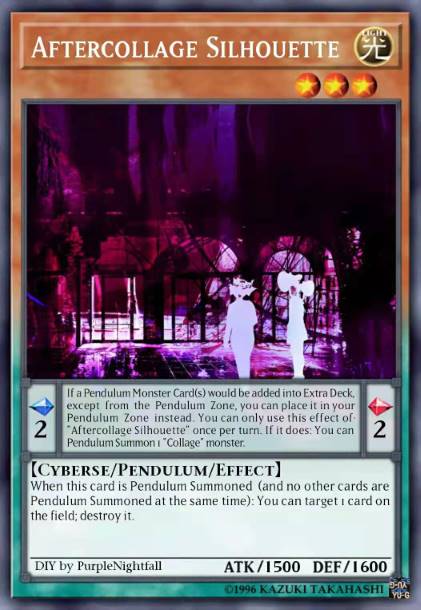 AFTERCOLLAGE SILHOUETTE
LIGHT
光
If a Pendulum Monster Card(s) would be added into Extra Deck,
except from the Pendulum Zone, you can place it in your
Pendulum Zone instead. You can only use this effect of
"Aftercollage Silhouette" once per turn. If it does: You can
Pendulum Summon 1 "Collage" monster.
2
2
【CYBERSE/PENDULUM/EFFECT】
When this card is Pendulum Summoned (and no other cards are
Pendulum Summoned at the same time): You can target 1 card on
the field; destroy it.
DIY by PurpleNightfall
ATK/1500 DEF/1600
©1996 KAZUKI TAKAHASHI